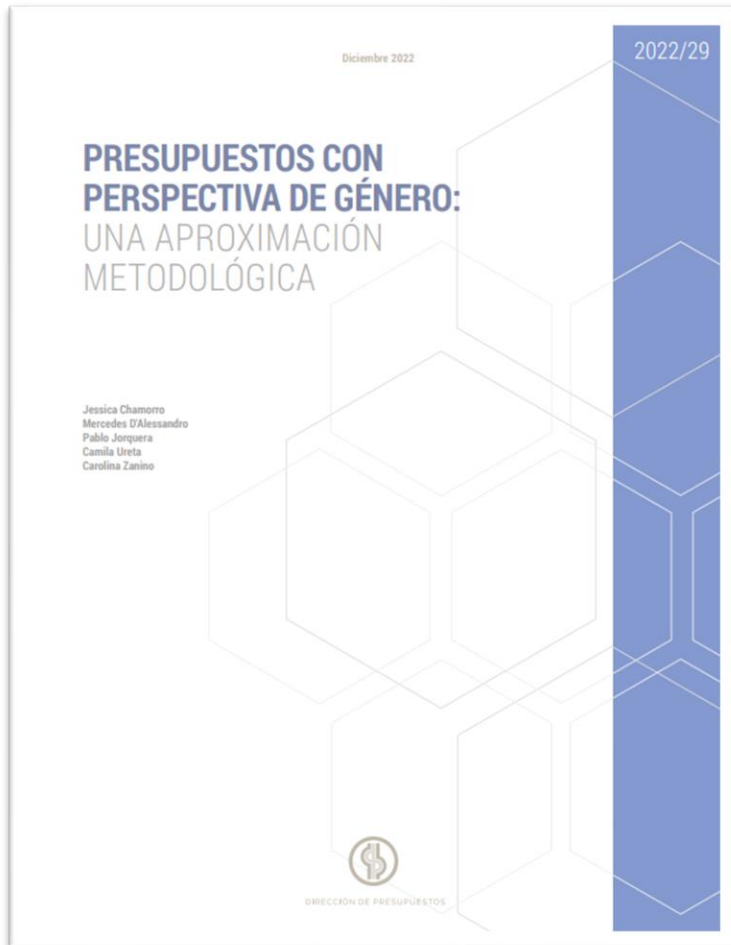 Diciembre 2022
2022/29
PRESUPUESTOS CON
PERSPECTIVA DE GÉNERO:
UNA APROXIMACIÓN
METODOLÓGICA
Jessica Chamorro
Mercedes D'Alessandro
Pablo Jorquera
Camila Ureta
Carolina Zanino
DIRECCIÓN DE PRESUPUESTOS